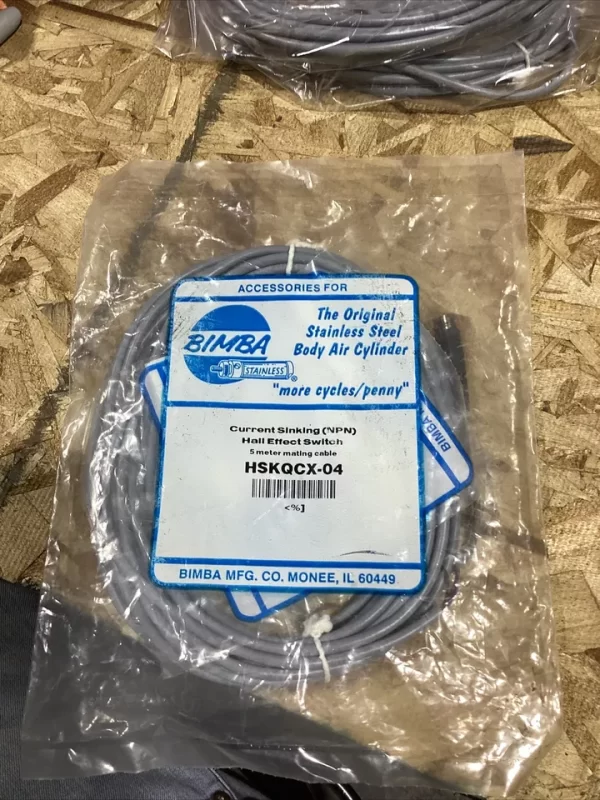 ACCESSORIES FOR
BIMBA
STAINLESS®
The Original
Stainless Steel
Body Air Cylinder
"more cycles/penny"
Current Sinking (NPN)
Hall Effect Switch
5 meter mating cable
HSKQCX-04
<%]
BIMBA MFG. CO. MONEE, IL 60449
BIMBA